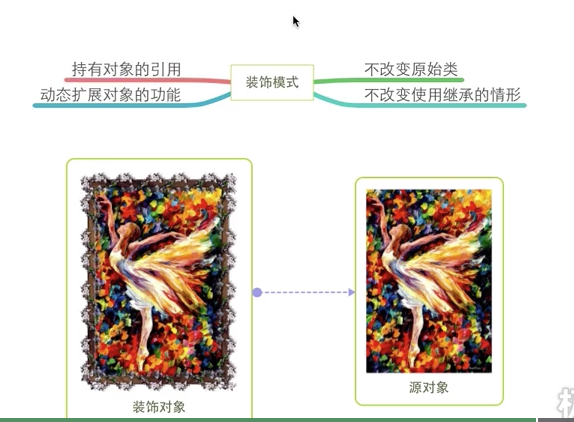 持有对象的引用
动态扩展对象的功能
装饰模式
不改变原始类
不改变使用继承的情形
装饰对象
源对象